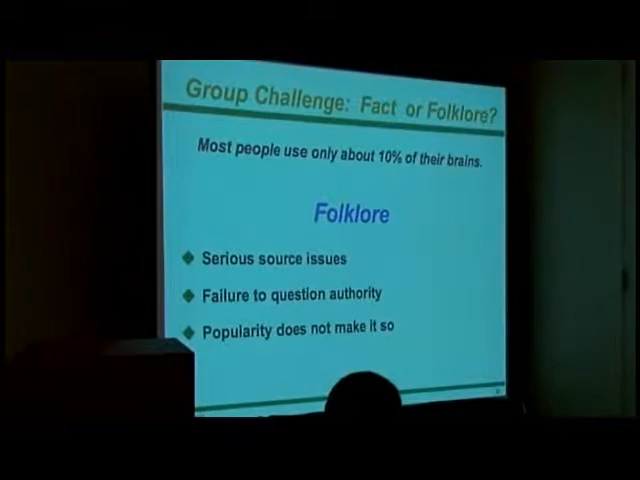 Group Challenge: Fact or Folklore?
Most people use only about 10% of their brains.
Folklore
Serious source issues
Failure to question authority
Popularity does not make it so